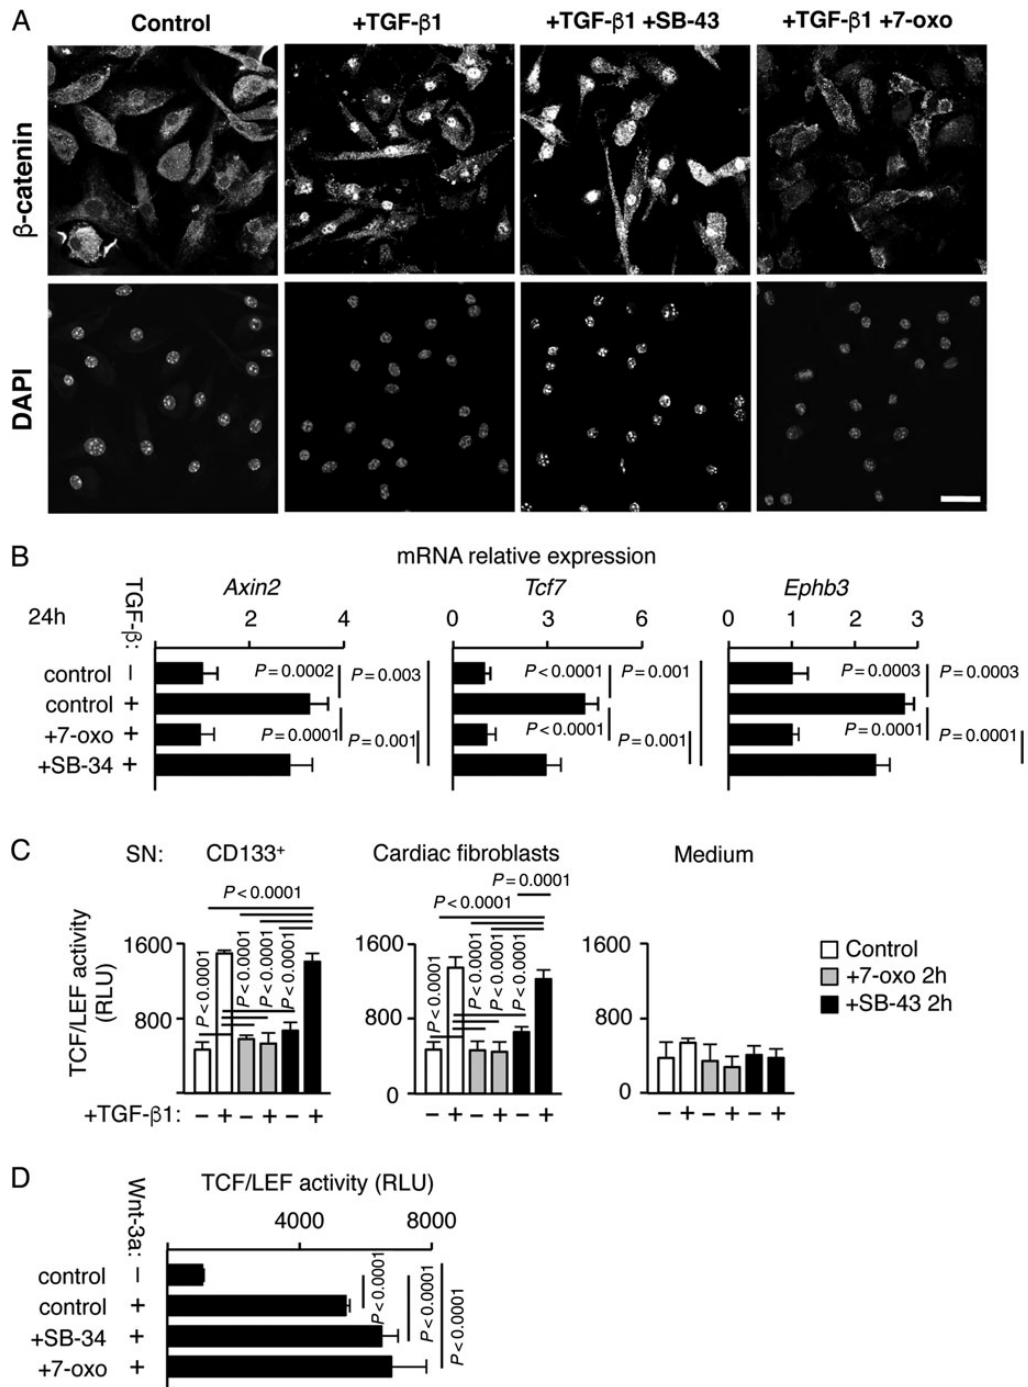 A
Control
+TGF-β1
+TGF-β1 +SB-43
+TGF-β1 +7-oxo
β-catenin
DAPI
B
mRNA relative expression
24h
TGF-β:
Axin2
Tcf7
Ephb3
2 4
0 3 6
0 1 2 3
control −
control +
+7-oxo +
+SB-34 +
P = 0.0002
P = 0.003
P = 0.0001
P = 0.001
P < 0.0001
P = 0.001
P < 0.0001
P = 0.001
P = 0.0003
P = 0.0003
P = 0.0001
P = 0.0001
C
SN:
CD133+
Cardiac fibroblasts
Medium
TCF/LEF activity
(RLU)
1600
800
P < 0.0001
P < 0.0001
P < 0.0001
P < 0.0001
P < 0.0001
1600
800
0
P = 0.0001
P < 0.0001
P < 0.0001
P < 0.0001
P < 0.0001
P < 0.0001
1600
800
0
Control
+7-oxo 2h
+SB-43 2h
+TGF-β1: − + − + − +
− + − + − +
− + − + − +
D
Wnt-3a:
TCF/LEF activity (RLU)
4000 8000
control −
control +
+SB-34 +
+7-oxo +
P < 0.0001
P < 0.0001
P < 0.0001